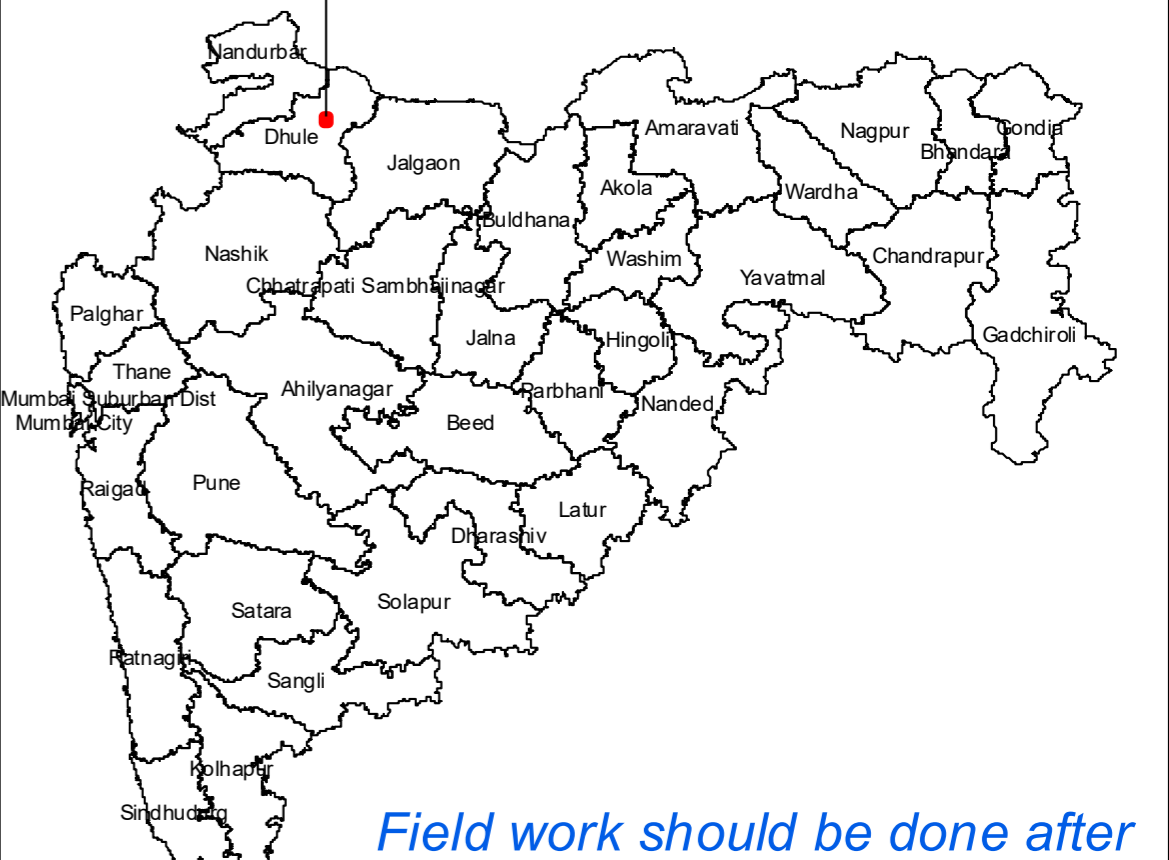 Nandurbar
Dhule
Jalgaon
Amaravati
Nagpur
Gondia
Bhandara
Akola
Wardha
Buldhana
Nashik
Washim
Chandrapur
Chhatrapati Sambhajinagar
Yavatmal
Palghar
Jalna
Hingoli
Gadchiroli
Thane
Ahilyanagar
Parbhani
Mumbai Suburban Dist
Nanded
Mumbai City
Beed
Raigad
Pune
Latur
Dharashiv
Satara
Solapur
Ratnagiri
Sangli
Kolhapur
Sindhudurg
Field work should be done after